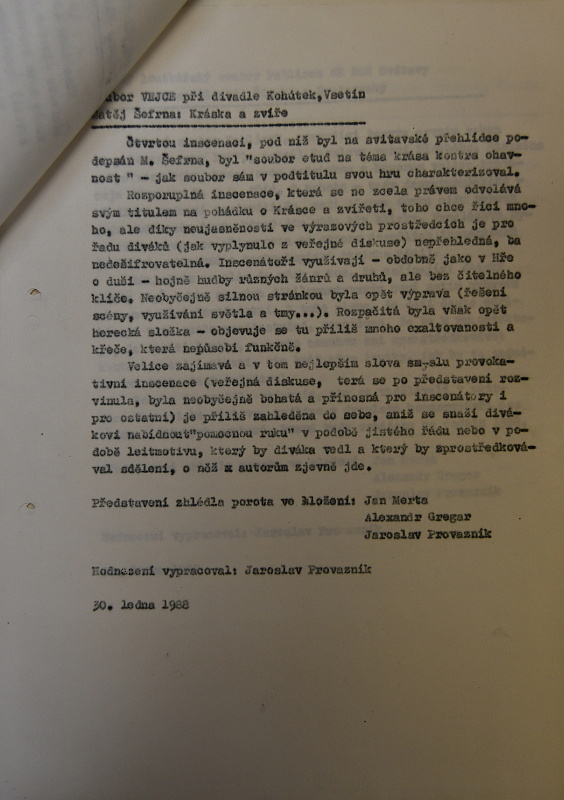 ubor VEJCE při divadle Kohútek,Vsetín
atěj Šefrna: Kráska a zvíře
Čtvrtou inscenací, pod níž byl na svitavské přehlídce po-
depsán M. Šefrna, byl "soubor etud na téma krása kontra ohav-
nost " - jak soubor sám v podtitulu svou hru charakterizoval.
Rozporuplná inscenace, která se ne zcela právem odvolává
svým titulem na pohádku o Krásce a zvířeti, toho chce říci mno-
ho, ale díky neujasněnosti ve výrazových prostředcích je pro
řadu diváků (jak vyplynulo z veřejné diskuse) nepřehledná, ba
nedešifrovatelná. Inscenátoři využívají - obdobně jako v Hře
o duši - hojně hudby různých žánrů a druhů, ale bez čitelného
klíče. Neobyčejně silnou stránkou byla opět výprava (řešení
scény, využívání světla a tmy...). Rozpačitá byla však opět
herecká složka - objevuje se tu příliš mnoho exaltovanosti a
křeče, která nepůsobí funkčně.
Velice zajímavá a v tom nejlepším slova smyslu provoka-
tivní inscenace (veřejná diskuse, terá se po představení roz-
vinula, byla neobyčejně bohatá a přínosná pro inscenátory i
pro ostatní) je příliš zahleděna do sebe, aniž se snaží divá-
kovi nabídnout"pomocnou ruku" v podobě jistého řádu nebo v po-
době leitmotivu, který by diváka vedl a který by sprostředková-
val sdělení, o něž x autorům zjevně jde.
Představení zhlédla porota ve složení: Jan Merta
Alexandr Gregar
Jaroslav Provazník
Hodnocení vypracoval: Jaroslav Provazník
30. ledna 1988